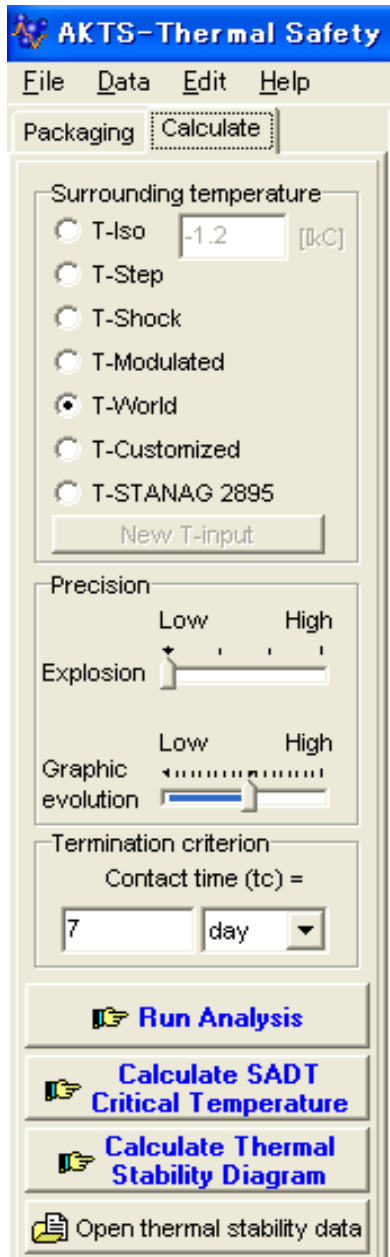 AKTS-Thermal Safety
File Data Edit Help
Packaging Calculate
Surrounding temperature
T-Iso -1.2 [lkC]
T-Step
T-Shock
T-Modulated
T-World
T-Customized
T-STANAG 2895
New T-input
Precision
Low High
Explosion
Low High
Graphic
evolution
Termination criterion
Contact time (tc) =
7 day
Run Analysis
Calculate SADT
Critical Temperature
Calculate Thermal
Stability Diagram
Open thermal stability data